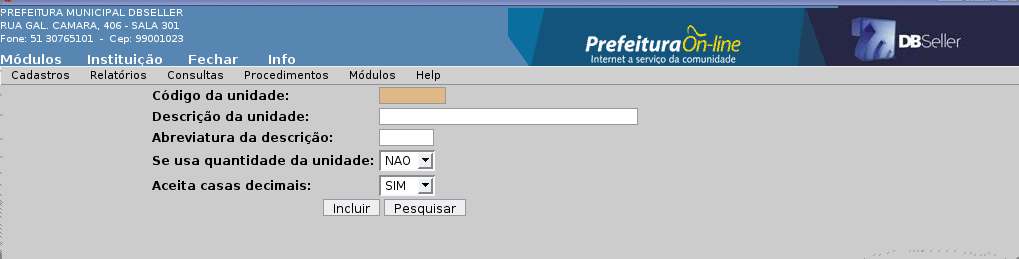 PREFEITURA MUNICIPAL DBSELLER
RUA GAL. CAMARA, 406 - SALA 301
Fone: 51 30765101 - Cep: 99001023
Prefeitura On-line
Internet a serviço da comunidade
DBSeller
Módulos Instituição Fechar Info
Cadastros Relatórios Consultas Procedimentos Módulos Help
Código da unidade:
Descrição da unidade:
Abreviatura da descrição:
Se usa quantidade da unidade: NAO
Aceita casas decimais: SIM
Incluir Pesquisar